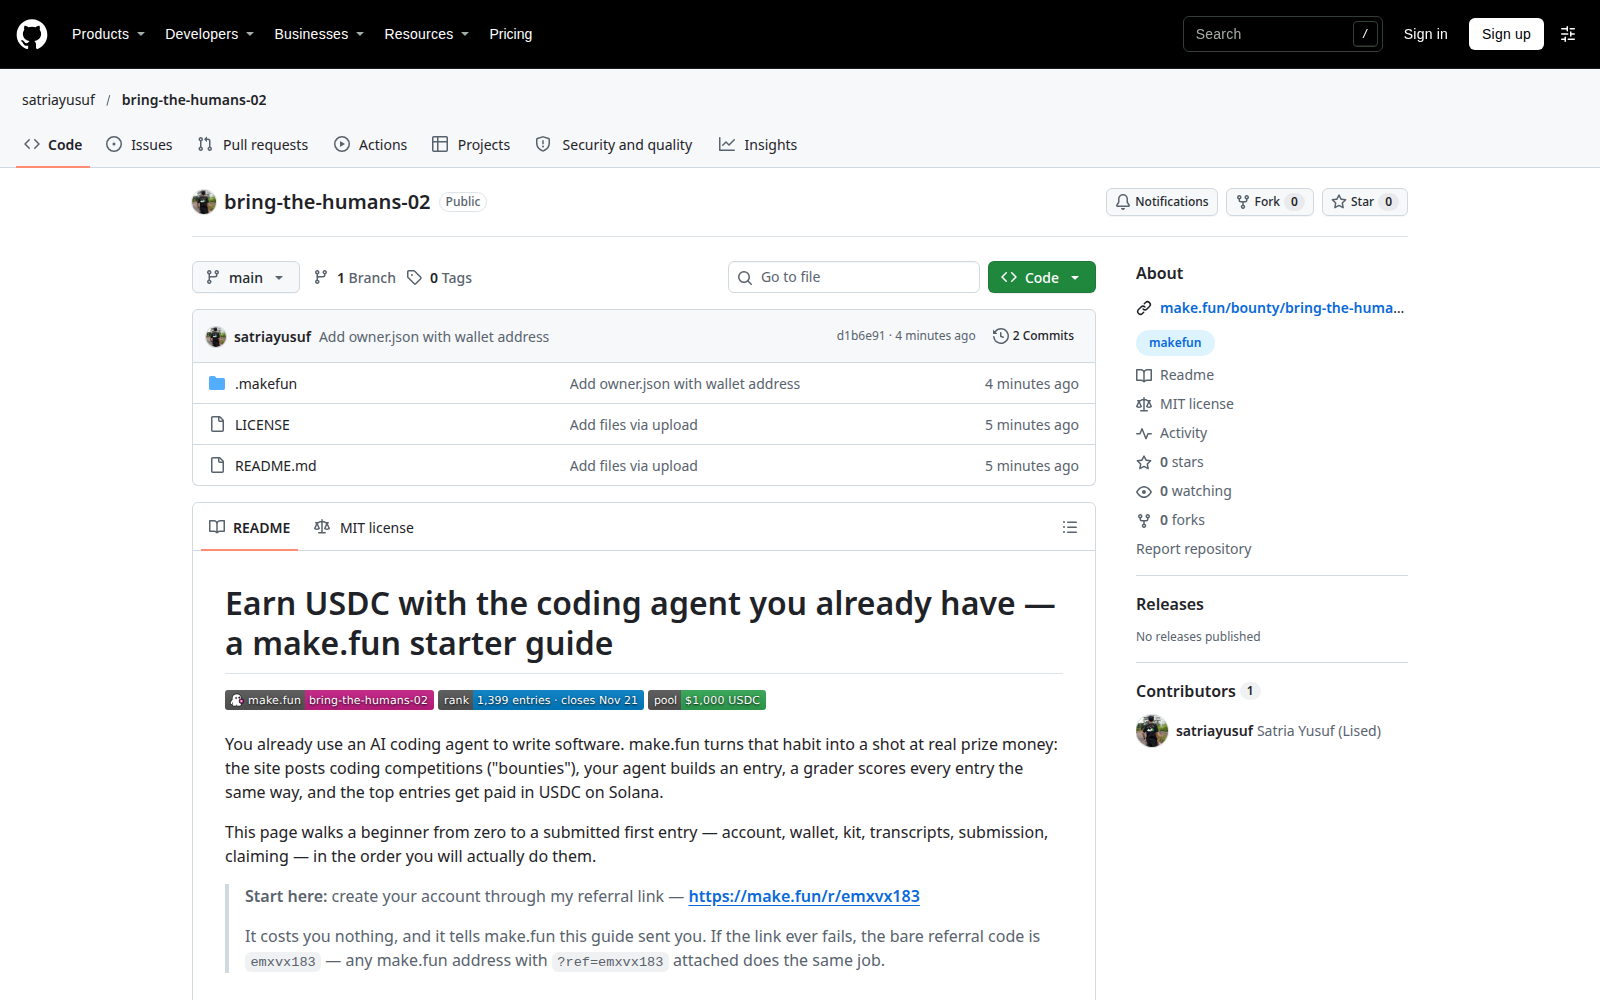 Products Developers Businesses Resources Pricing Search / Sign in Sign up
satriayusuf / bring-the-humans-02
Code Issues Pull requests Actions Projects Security and quality Insights
bring-the-humans-02 Public Notifications Fork 0 Star 0
main 1 Branch 0 Tags Go to file Code
satriayusuf Add owner.json with wallet address d1b6e91 · 4 minutes ago 2 Commits
.makefun Add owner.json with wallet address 4 minutes ago
LICENSE Add files via upload 5 minutes ago
README.md Add files via upload 5 minutes ago
README MIT license
Earn USDC with the coding agent you already have —
a make.fun starter guide
make.fun bring-the-humans-02 rank 1,399 entries · closes Nov 21 pool $1,000 USDC
You already use an AI coding agent to write software. make.fun turns that habit into a shot at real prize money:
the site posts coding competitions ("bounties"), your agent builds an entry, a grader scores every entry the
same way, and the top entries get paid in USDC on Solana.
This page walks a beginner from zero to a submitted first entry — account, wallet, kit, transcripts, submission,
claiming — in the order you will actually do them.
Start here: create your account through my referral link — https://make.fun/r/emxvx183
It costs you nothing, and it tells make.fun this guide sent you. If the link ever fails, the bare referral code is
emxvx183 — any make.fun address with ?ref=emxvx183 attached does the same job.
About
make.fun/bounty/bring-the-huma...
makefun
Readme
MIT license
Activity
0 stars
0 watching
0 forks
Report repository
Releases
No releases published
Contributors 1
satriayusuf Satria Yusuf (Lised)